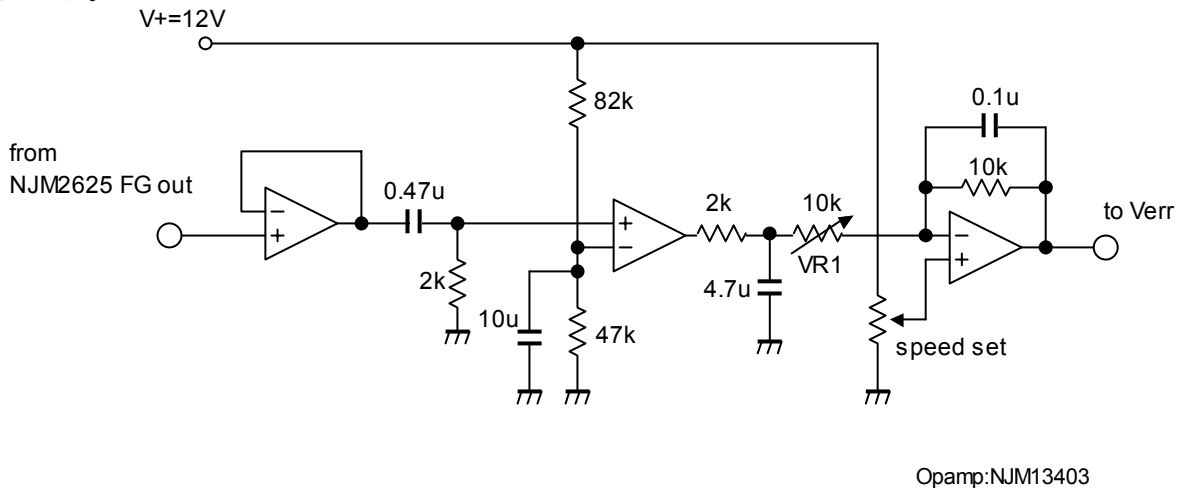 V+=12V
82k
0.1u
from
NJM2625 FG out
10k
0.47u
2k
10k
to Verr
VR1
2k
4.7u
10u
47k
speed set
Opamp:NJM13403